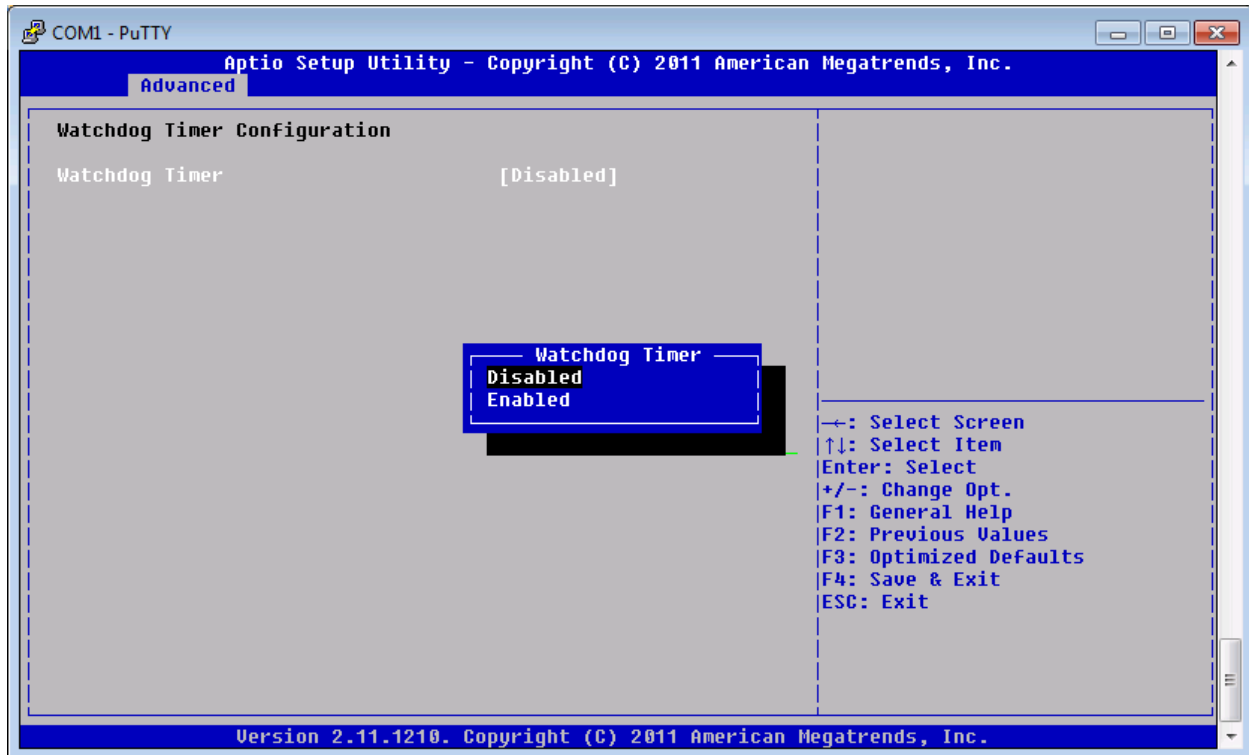 COM1 - PuTTY
Aptio Setup Utility - Copyright (C) 2011 American Megatrends, Inc.
Advanced
Watchdog Timer Configuration
Watchdog Timer [Disabled]
Watchdog Timer
Disabled
Enabled
→←: Select Screen
↑↓: Select Item
Enter: Select
+/-: Change Opt.
F1: General Help
F2: Previous Values
F3: Optimized Defaults
F4: Save & Exit
ESC: Exit
Version 2.11.1210. Copyright (C) 2011 American Megatrends, Inc.